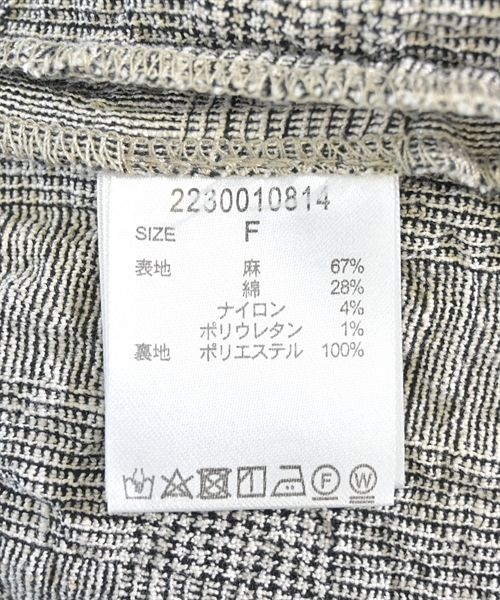 2230010814
SIZE F
表地 麻 67%
綿 28%
ナイロン 4%
ポリウレタン 1%
裏地 ポリエステル 100%
F W